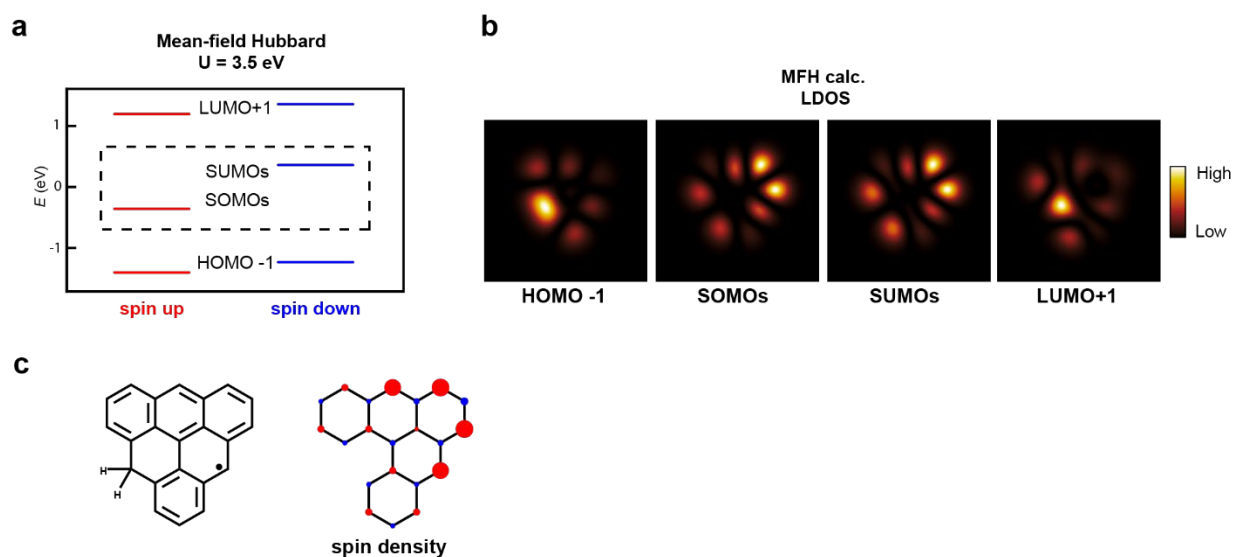 a
Mean-field Hubbard
U = 3.5 eV
E (eV)
1
0
-1
LUMO+1
SUMOs
SOMOs
HOMO -1
spin up
spin down
b
MFH calc.
LDOS
HOMO -1
SOMOs
SUMOs
LUMO+1
High
Low
c
H
H
spin density